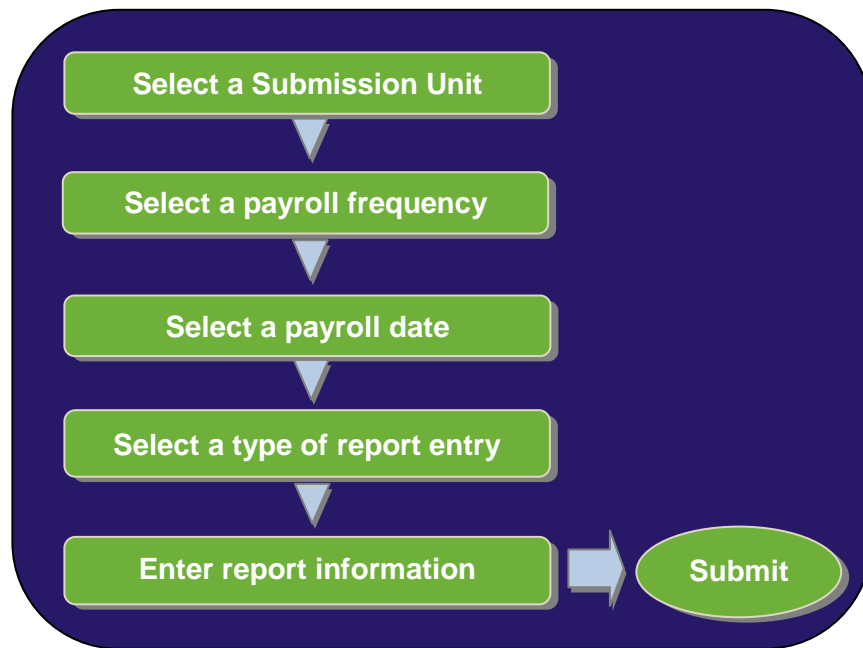 Select a Submission Unit
Select a payroll frequency
Select a payroll date
Select a type of report entry
Enter report information
Submit